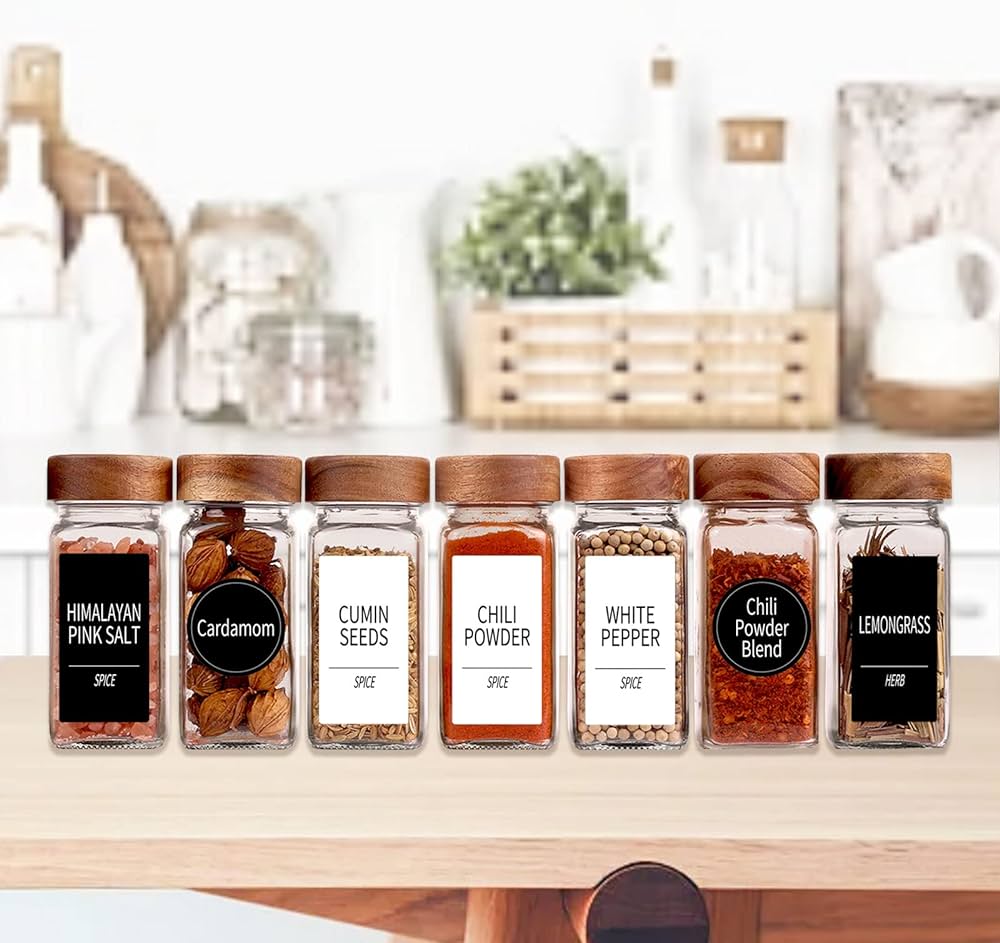 HIMALAYAN
PINK SALT
SPICE
Cardamom
CUMIN
SEEDS
SPICE
CHILI
POWDER
SPICE
WHITE
PEPPER
SPICE
Chili
Powder
Blend
LEMONGRASS
HERB